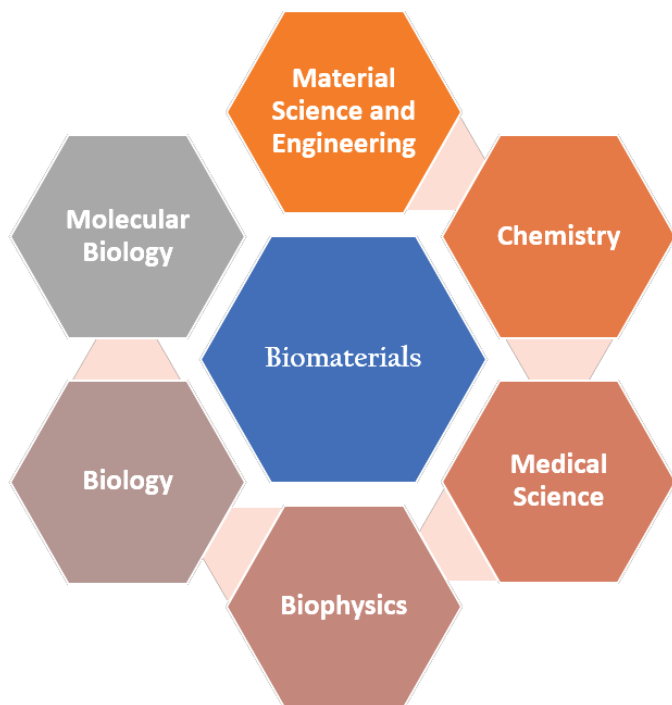 Material
Science and
Engineering
Molecular
Biology
Chemistry
Biomaterials
Biology
Medical
Science
Biophysics